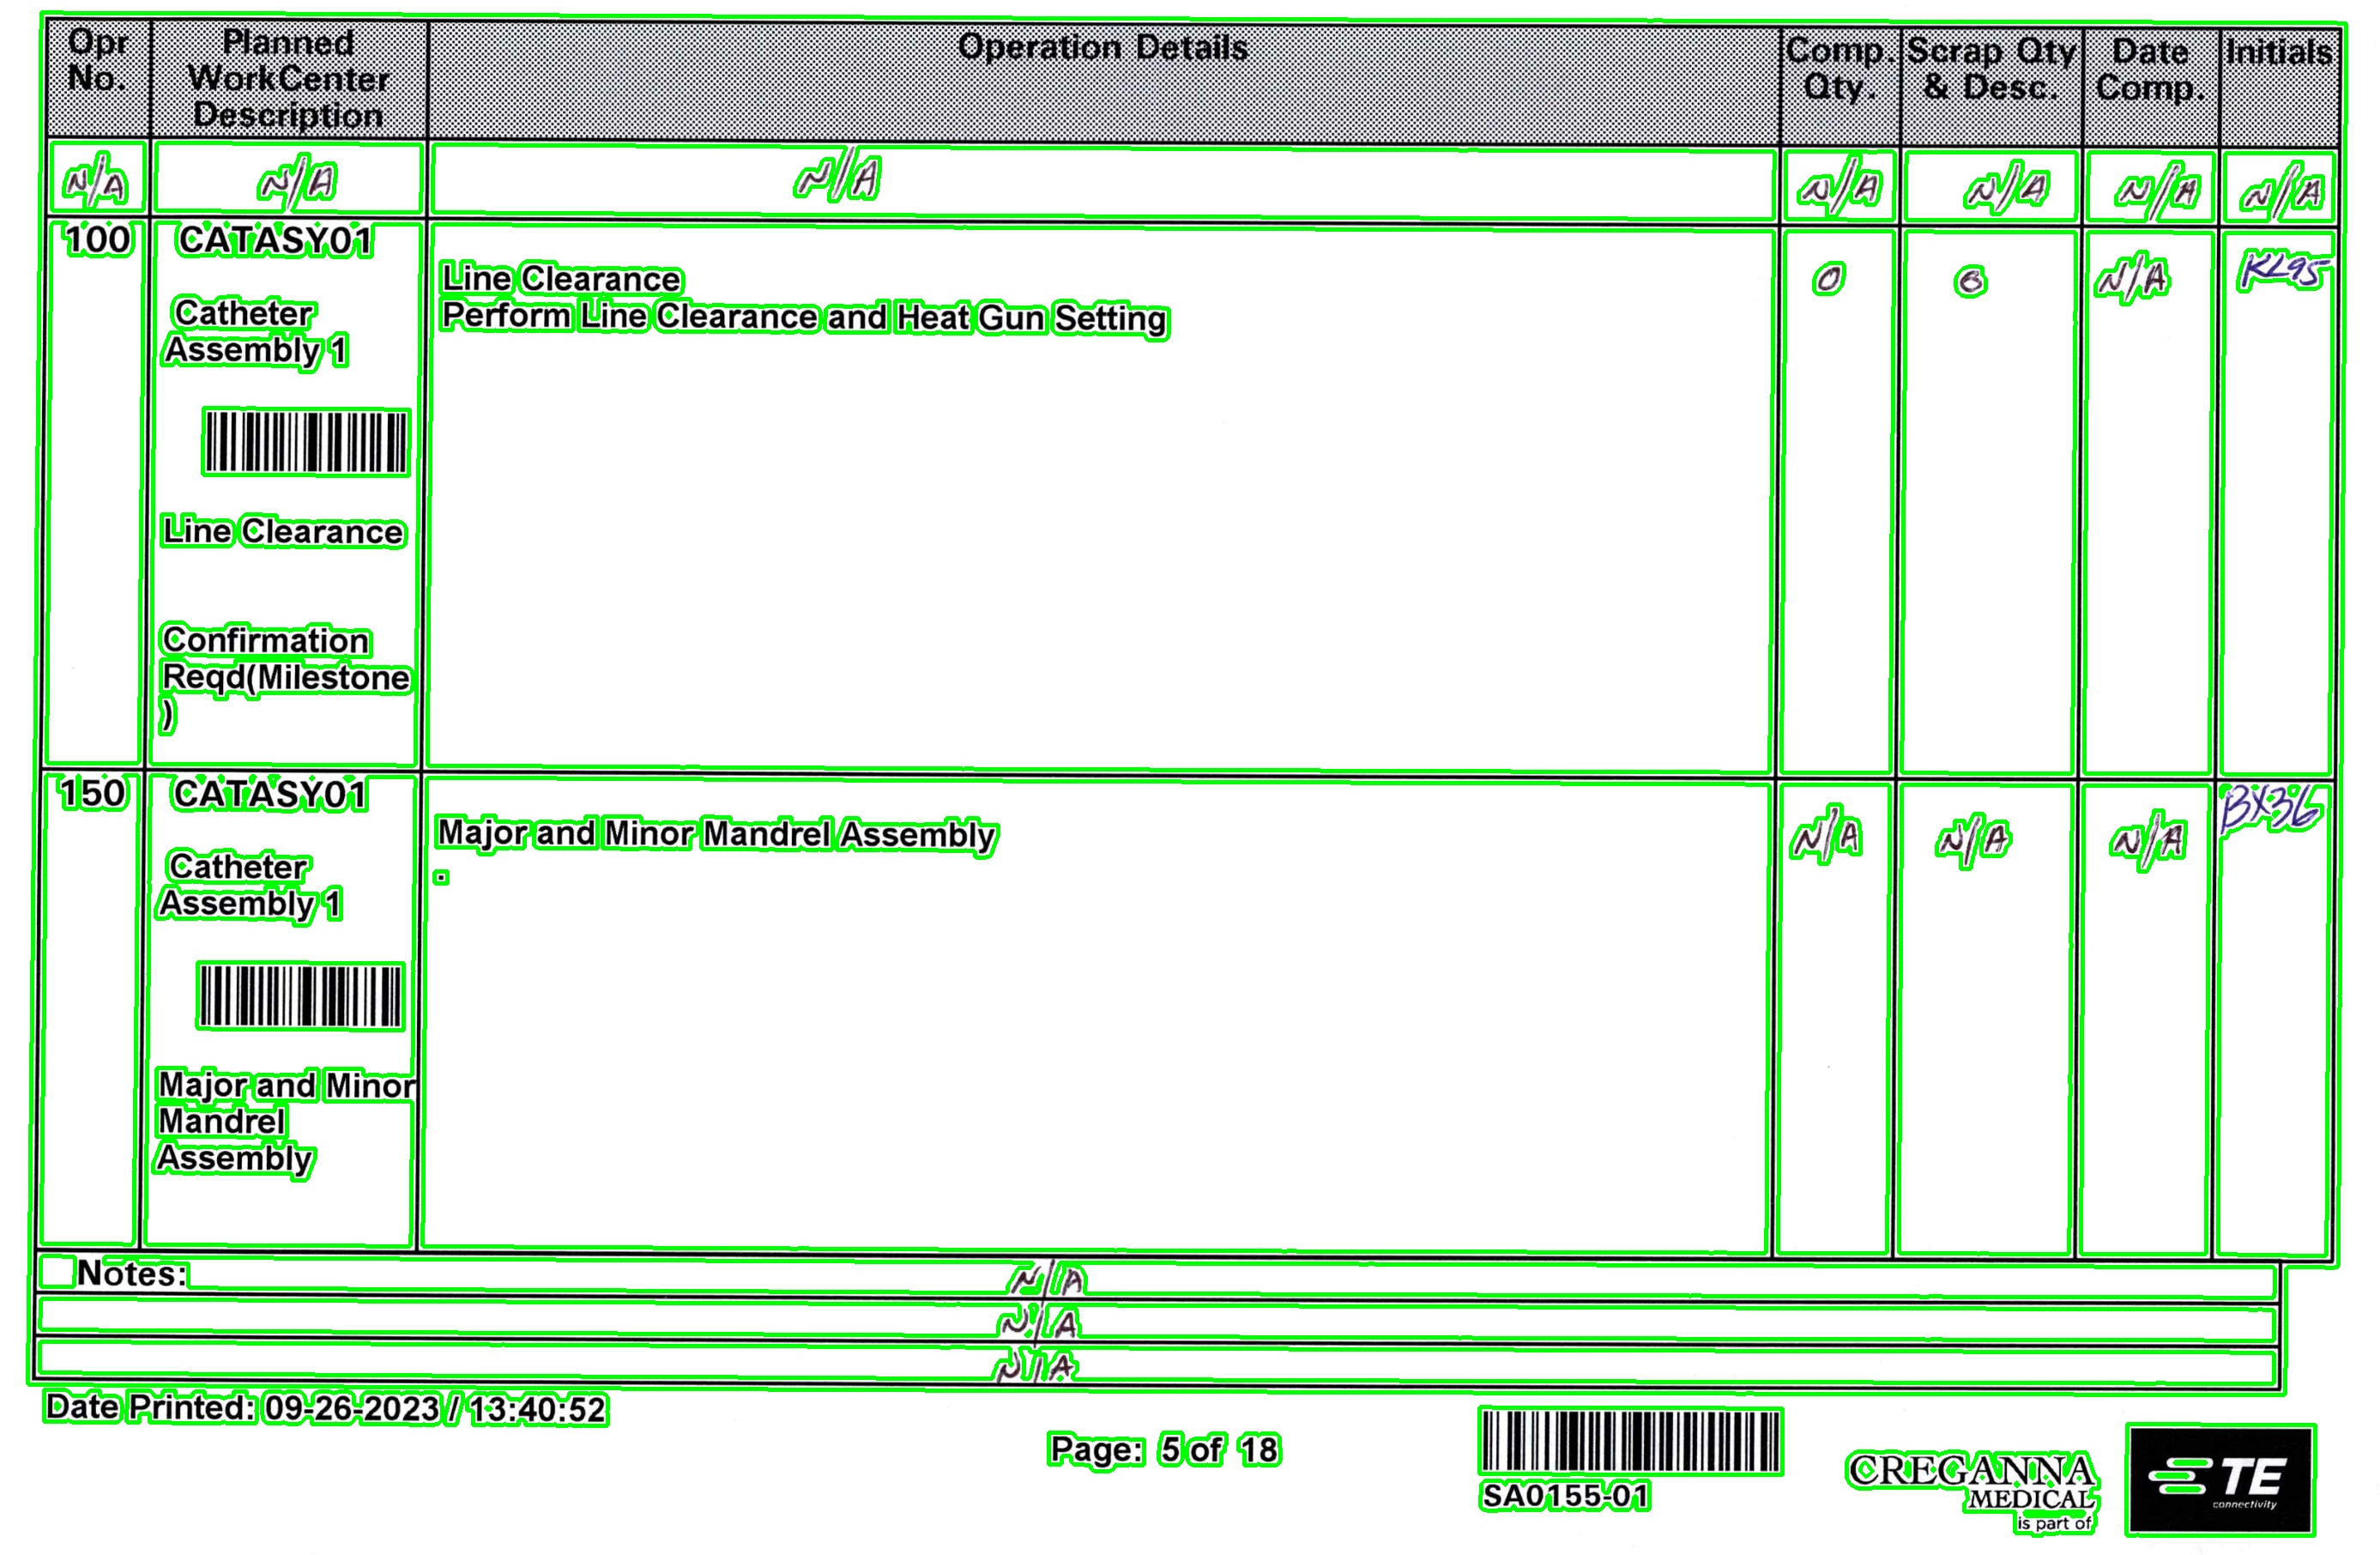 Opr No. Planned WorkCenter Description Operation Details Comp. Qty. Scrap Qty & Desc. Date Comp. Initials
N/A N/A N/A N/A N/A N/A N/A
100 CATASY01
Line Clearance 0 N/A KL95
Catheter Perform Line Clearance and Heat Gun Setting
Assembly 1
Line Clearance
Confirmation
Reqd(Milestone
)
150 CATASY01 BX36
Major and Minor Mandrel Assembly N/A N/A N/A
Catheter .
Assembly 1
Major and Minor
Mandrel
Assembly
Notes: N/A
N/A
N/A
Date Printed: 09-26-2023 / 13:40:52
Page: 5 of 18
SA0155-01
CREGANNA
MEDICAL
is part of
TE
connectivity